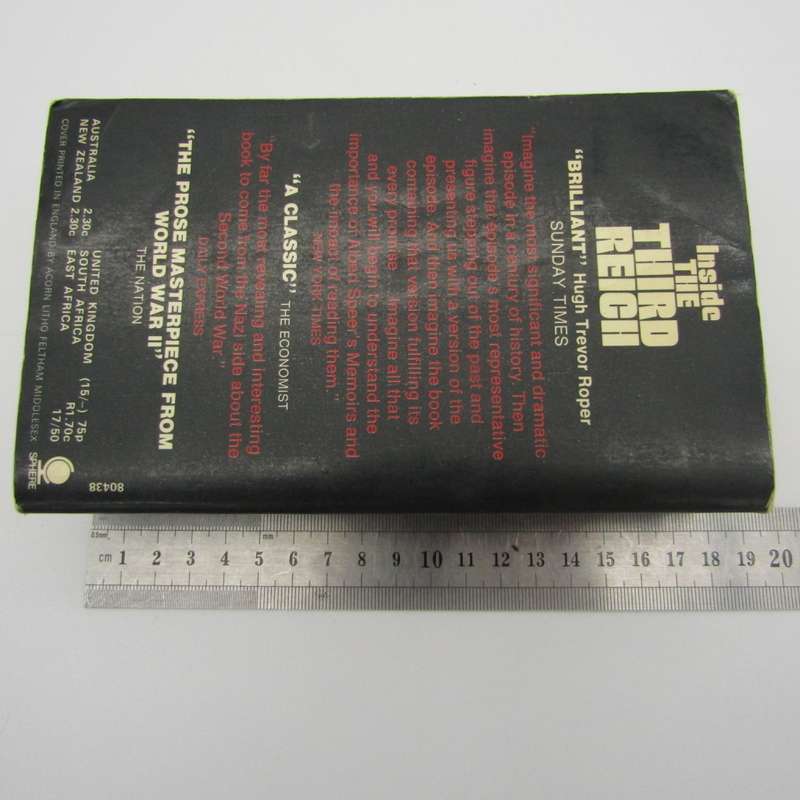 Inside
THE
THIRD
REICH
"BRILLIANT" Hugh Trevor Roper
SUNDAY TIMES
"Imagine the most significant and dramatic
episode in a century of history. Then
imagine that episode's most representative
figure stepping out of the past and
presenting us with a version of the
episode. And then imagine the book
containing that version fulfilling its
every promise. Imagine all that
and you will begin to understand the
importance of Albert Speer's Memoirs and
the impact of reading them."
NEW YORK TIMES
"A CLASSIC" THE ECONOMIST
"By far the most revealing and interesting
book to come from the Nazi side about the
Second World War."
DAILY EXPRESS
"THE PROSE MASTERPIECE FROM
WORLD WAR II"
THE NATION
AUSTRALIA 2.30c
NEW ZEALAND 2.30c
UNITED KINGDOM (15/-) 75p
SOUTH AFRICA R1,70c
EAST AFRICA 17/50
COVER PRINTED IN ENGLAND BY ACORN LITHO FELTHAM MIDDLESEX
SPHERE
80438
0.5mm
mm
cm 1 2 3 4 5 6 7 8 9 10 11 12 13 14 15 16 17 18 19 20